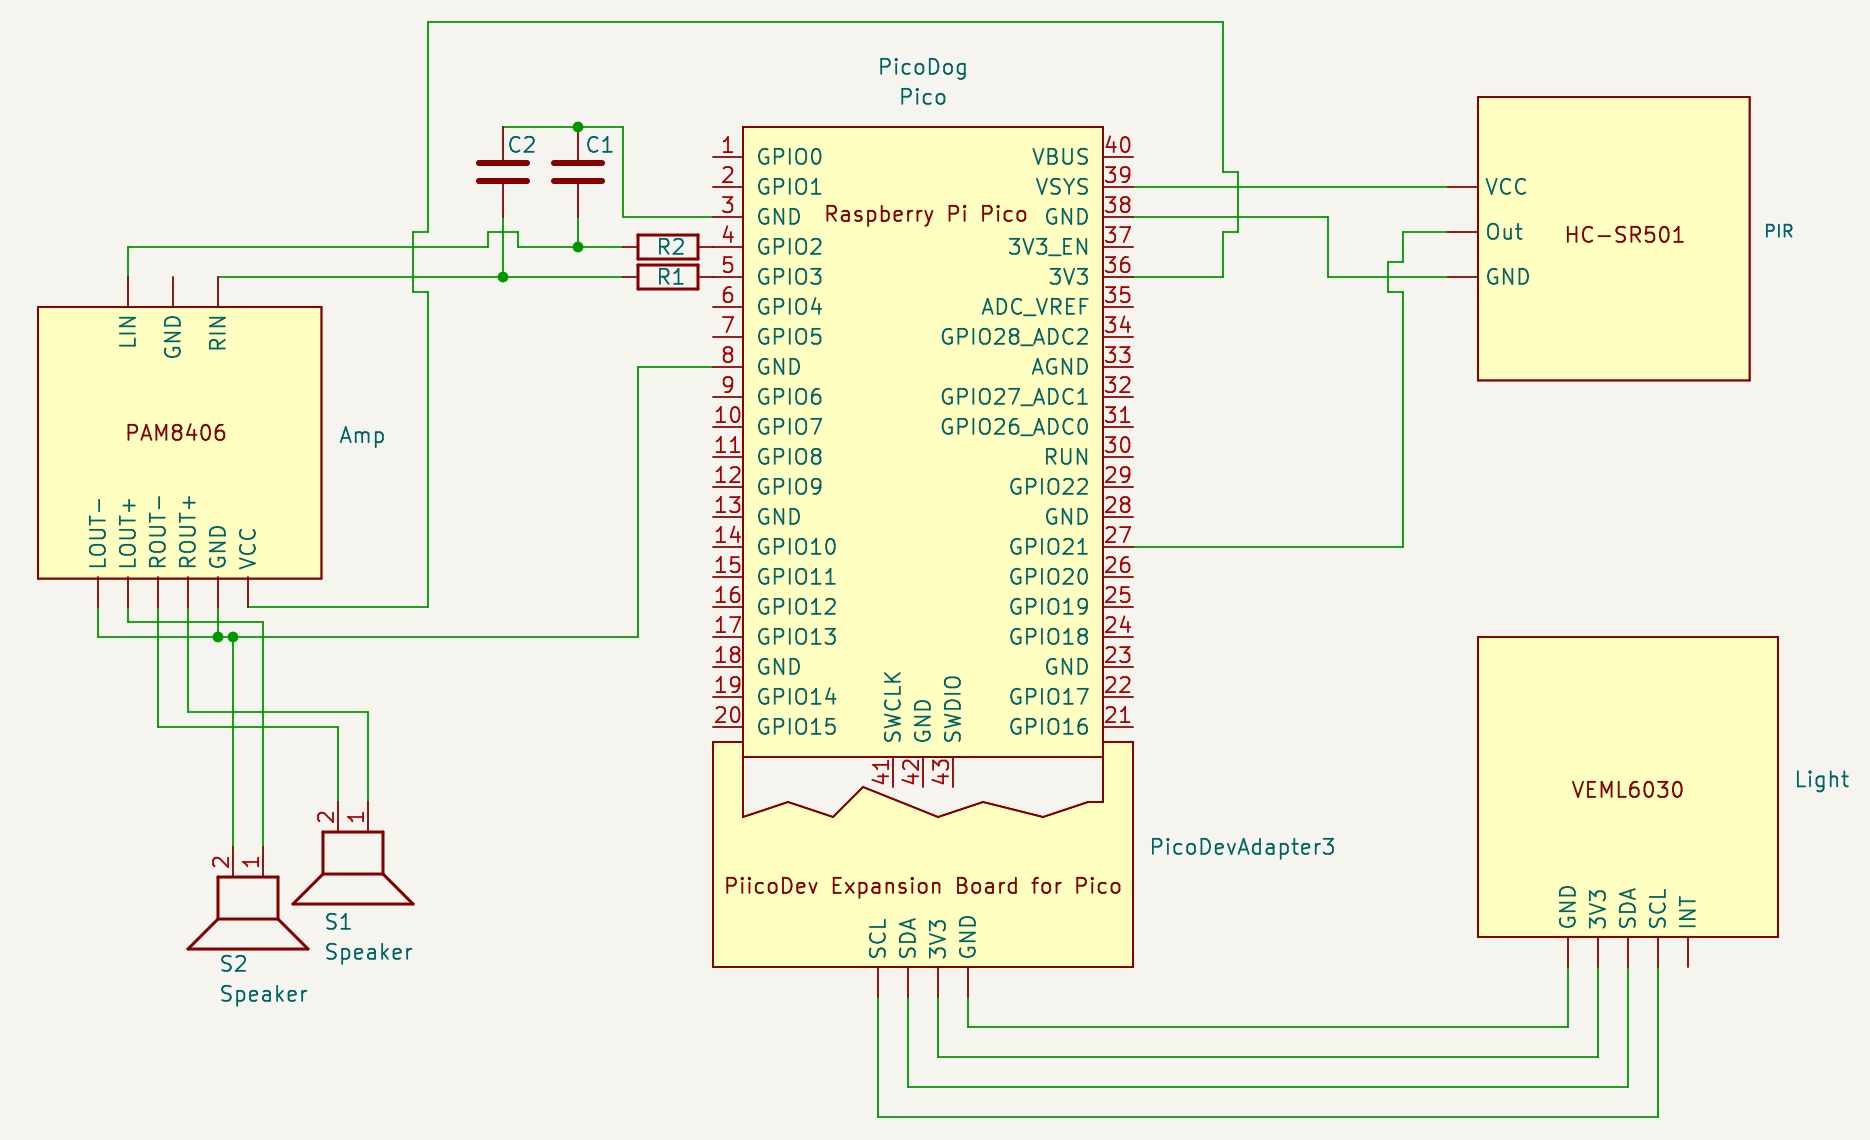 PicoDog
Pico
C2
C1
R2
R1
LIN
GND
RIN
PAM8406
Amp
LOUT-
LOUT+
ROUT-
ROUT+
GND
VCC
2
1
S1
Speaker
2
1
S2
Speaker
Raspberry Pi Pico
1 GPIO0
2 GPIO1
3 GND
4 GPIO2
5 GPIO3
6 GPIO4
7 GPIO5
8 GND
9 GPIO6
10 GPIO7
11 GPIO8
12 GPIO9
13 GND
14 GPIO10
15 GPIO11
16 GPIO12
17 GPIO13
18 GND
19 GPIO14
20 GPIO15
VBUS 40
VSYS 39
GND 38
3V3_EN 37
3V3 36
ADC_VREF 35
GPIO28_ADC2 34
AGND 33
GPIO27_ADC1 32
GPIO26_ADC0 31
RUN 30
GPIO22 29
GND 28
GPIO21 27
GPIO20 26
GPIO19 25
GPIO18 24
GND 23
GPIO17 22
GPIO16 21
SWCLK 41
GND 42
SWDIO 43
PicoDevAdapter3
PiicoDev Expansion Board for Pico
SCL
SDA
3V3
GND
VCC
Out
GND
HC-SR501
PIR
VEML6030
Light
GND
3V3
SDA
SCL
INT